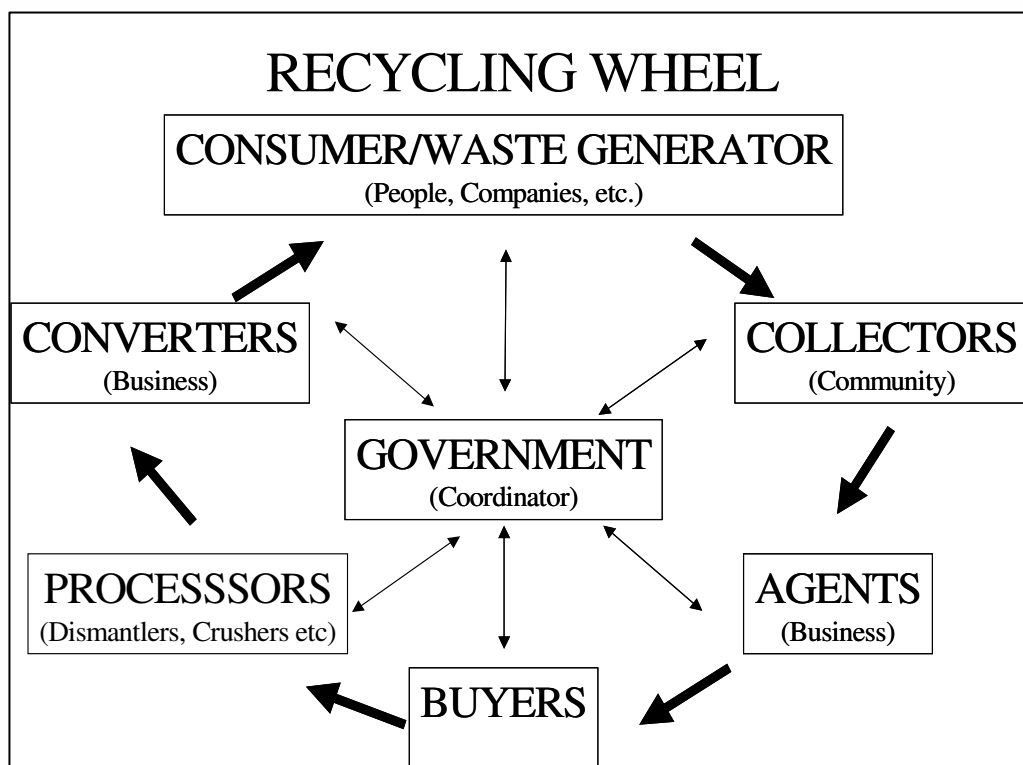 RECYCLING WHEEL
CONSUMER/WASTE GENERATOR
(People, Companies, etc.)
CONVERTERS
(Business)
COLLECTORS
(Community)
GOVERNMENT
(Coordinator)
PROCESSSORS
(Dismantlers, Crushers etc)
AGENTS
(Business)
BUYERS